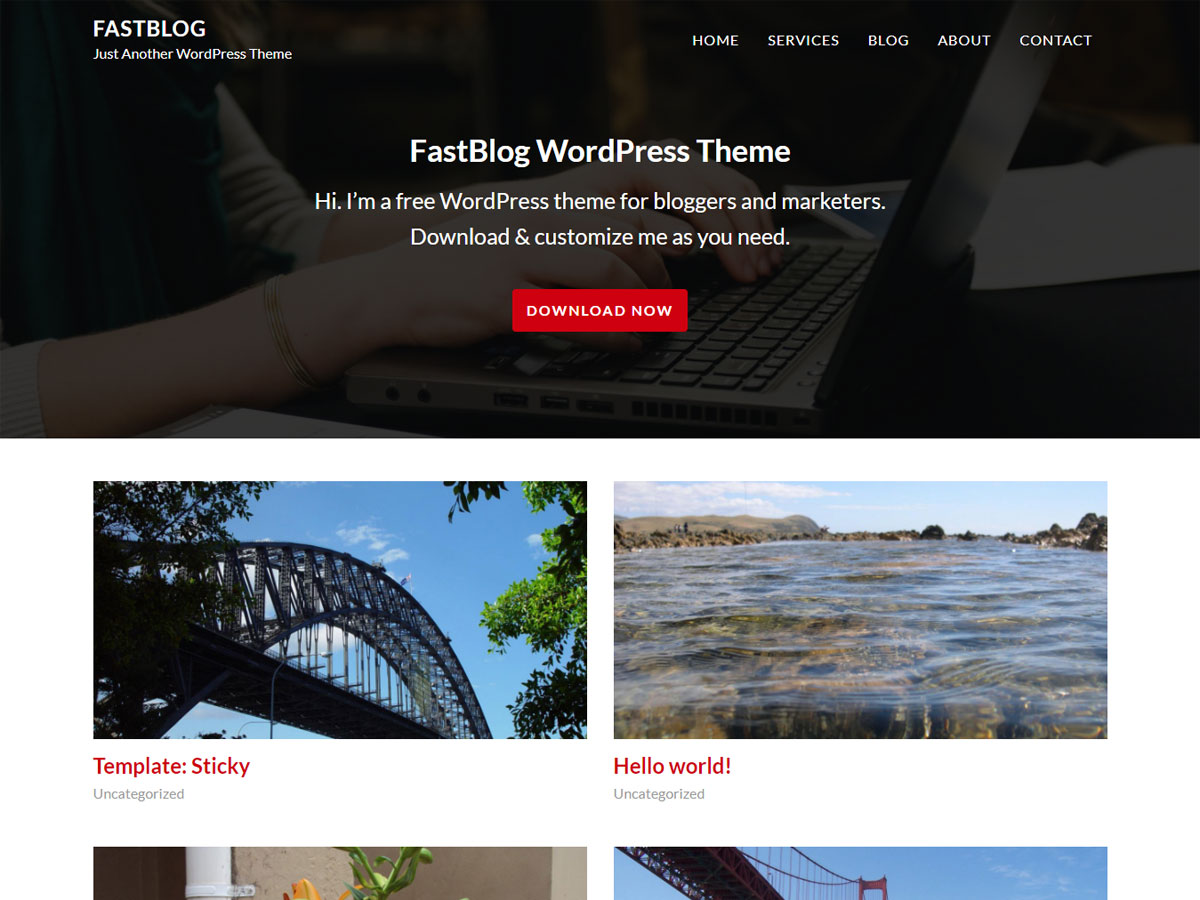 FASTBLOG
Just Another WordPress Theme
HOME SERVICES BLOG ABOUT CONTACT
FastBlog WordPress Theme
Hi. I’m a free WordPress theme for bloggers and marketers.
Download & customize me as you need.
DOWNLOAD NOW
Template: Sticky
Uncategorized
Hello world!
Uncategorized